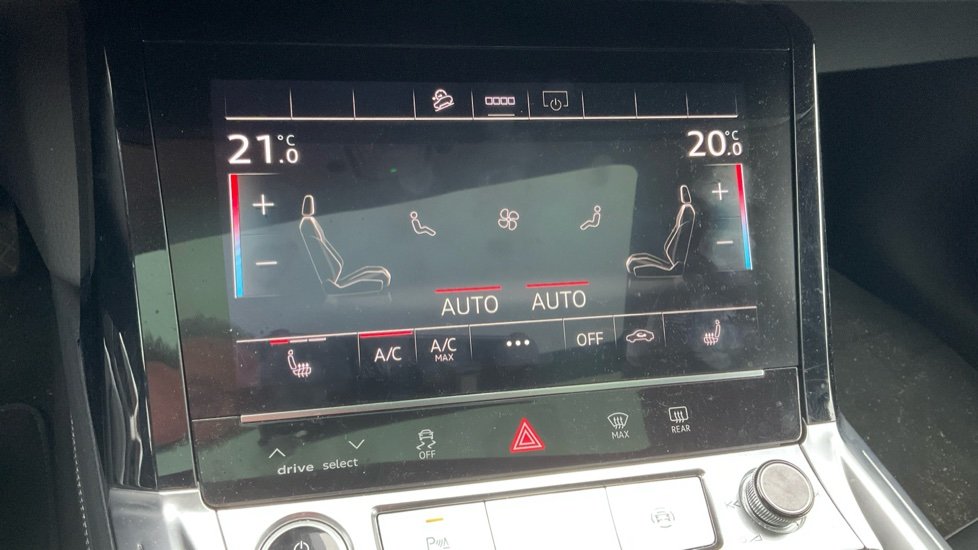 21.0 °C 20.0 °C
+ +
− −
AUTO AUTO
A/C A/C MAX ••• OFF
drive select OFF MAX REAR
P